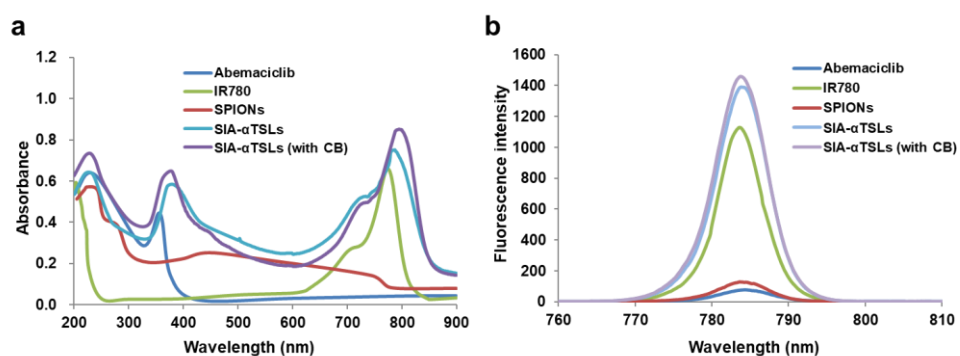 a
1.2
1.0
0.8
0.6
0.4
0.2
0.0
Absorbance
Abemaciclib
IR780
SPIONs
SIA-αTSLs
SIA-αTSLs (with CB)
200 300 400 500 600 700 800 900
Wavelength (nm)
b
1600
1400
1200
1000
800
600
400
200
0
Fluorescence intensity
Abemaciclib
IR780
SPIONs
SIA-αTSLs
SIA-αTSLs (with CB)
760 770 780 790 800 810
Wavelength (nm)